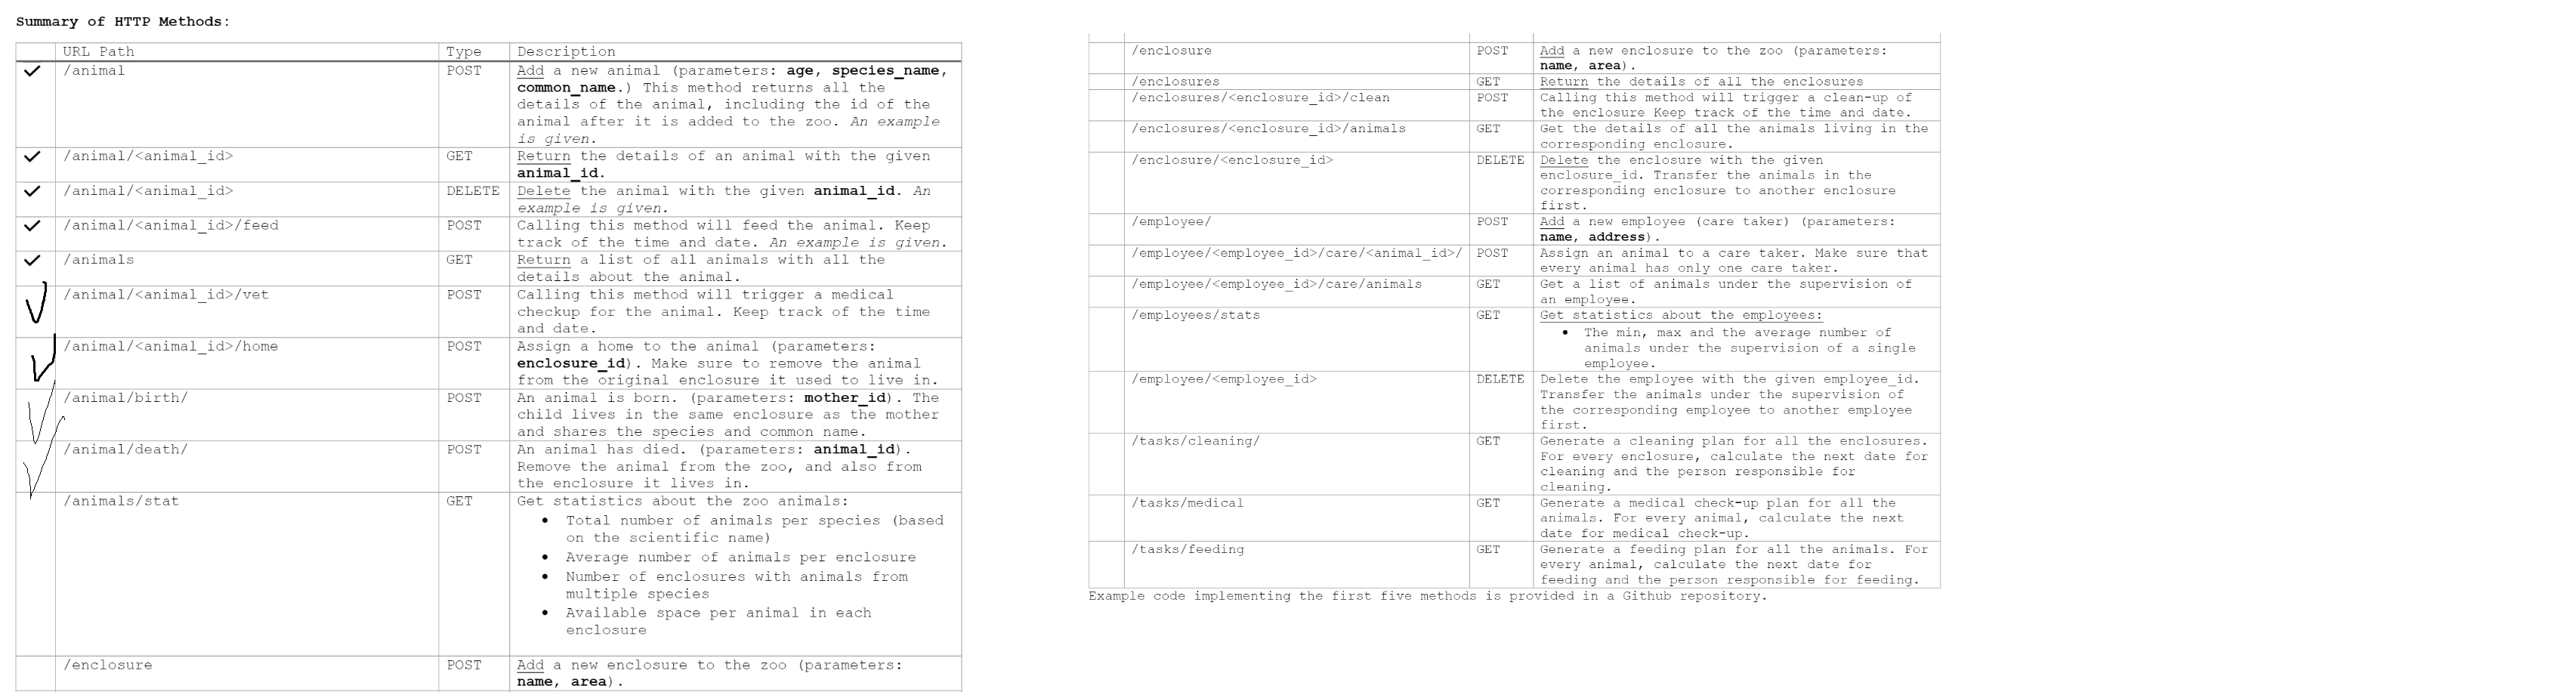 Summary of HTTP Methods:
URL Path Type Description
✓ /animal POST Add a new animal (parameters: age, species_name,
common_name.) This method returns all the
details of the animal, including the id of the
animal after it is added to the zoo. An example
is given.
✓ /animal/<animal_id> GET Return the details of an animal with the given
animal_id.
✓ /animal/<animal_id> DELETE Delete the animal with the given animal_id. An
example is given.
✓ /animal/<animal_id>/feed POST Calling this method will feed the animal. Keep
track of the time and date. An example is given.
✓ /animals GET Return a list of all animals with all the
details about the animal.
/animal/<animal_id>/vet POST Calling this method will trigger a medical
checkup for the animal. Keep track of the time
and date.
/animal/<animal_id>/home POST Assign a home to the animal (parameters:
enclosure_id). Make sure to remove the animal
from the original enclosure it used to live in.
/animal/birth/ POST An animal is born. (parameters: mother_id). The
child lives in the same enclosure as the mother
and shares the species and common name.
/animal/death/ POST An animal has died. (parameters: animal_id).
Remove the animal from the zoo, and also from
the enclosure it lives in.
/animals/stat GET Get statistics about the zoo animals:
• Total number of animals per species (based
on the scientific name)
• Average number of animals per enclosure
• Number of enclosures with animals from
multiple species
• Available space per animal in each
enclosure
/enclosure POST Add a new enclosure to the zoo (parameters:
name, area).
/enclosure POST Add a new enclosure to the zoo (parameters:
name, area).
/enclosures GET Return the details of all the enclosures
/enclosures/<enclosure_id>/clean POST Calling this method will trigger a clean-up of
the enclosure Keep track of the time and date.
/enclosures/<enclosure_id>/animals GET Get the details of all the animals living in the
corresponding enclosure.
/enclosure/<enclosure_id> DELETE Delete the enclosure with the given
enclosure_id. Transfer the animals in the
corresponding enclosure to another enclosure
first.
/employee/ POST Add a new employee (care taker) (parameters:
name, address).
/employee/<employee_id>/care/<animal_id>/ POST Assign an animal to a care taker. Make sure that
every animal has only one care taker.
/employee/<employee_id>/care/animals GET Get a list of animals under the supervision of
an employee.
/employees/stats GET Get statistics about the employees:
• The min, max and the average number of
animals under the supervision of a single
employee.
/employee/<employee_id> DELETE Delete the employee with the given employee_id.
Transfer the animals under the supervision of
the corresponding employee to another employee
first.
/tasks/cleaning/ GET Generate a cleaning plan for all the enclosures.
For every enclosure, calculate the next date for
cleaning and the person responsible for
cleaning.
/tasks/medical GET Generate a medical check-up plan for all the
animals. For every animal, calculate the next
date for medical check-up.
/tasks/feeding GET Generate a feeding plan for all the animals. For
every animal, calculate the next date for
feeding and the person responsible for feeding.
Example code implementing the first five methods is provided in a Github repository.